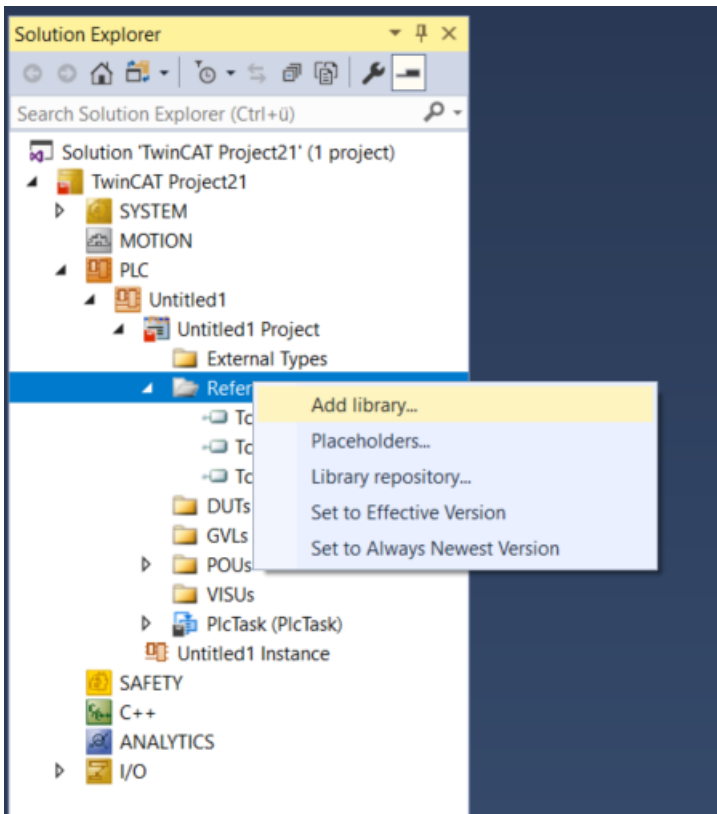 Solution Explorer
Search Solution Explorer (Ctrl+ü)
Solution 'TwinCAT Project21' (1 project)
TwinCAT Project21
SYSTEM
MOTION
PLC
Untitled1
Untitled1 Project
External Types
Refer
Add library...
Tc
Placeholders...
Tc
Library repository...
Tc
DUTs
Set to Effective Version
GVLs
Set to Always Newest Version
POUs
VISUs
PlcTask (PlcTask)
Untitled1 Instance
SAFETY
C++
ANALYTICS
I/O